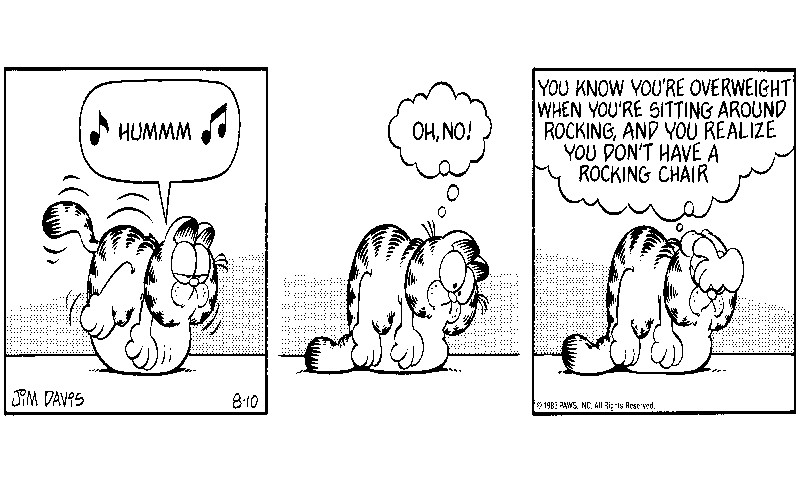 HUMMM
JIM DAVIS
8-10
OH, NO!
YOU KNOW YOU'RE OVERWEIGHT
WHEN YOU'RE SITTING AROUND
ROCKING, AND YOU REALIZE
YOU DON'T HAVE A
ROCKING CHAIR
© 1983 PAWS, INC. All Rights Reserved.